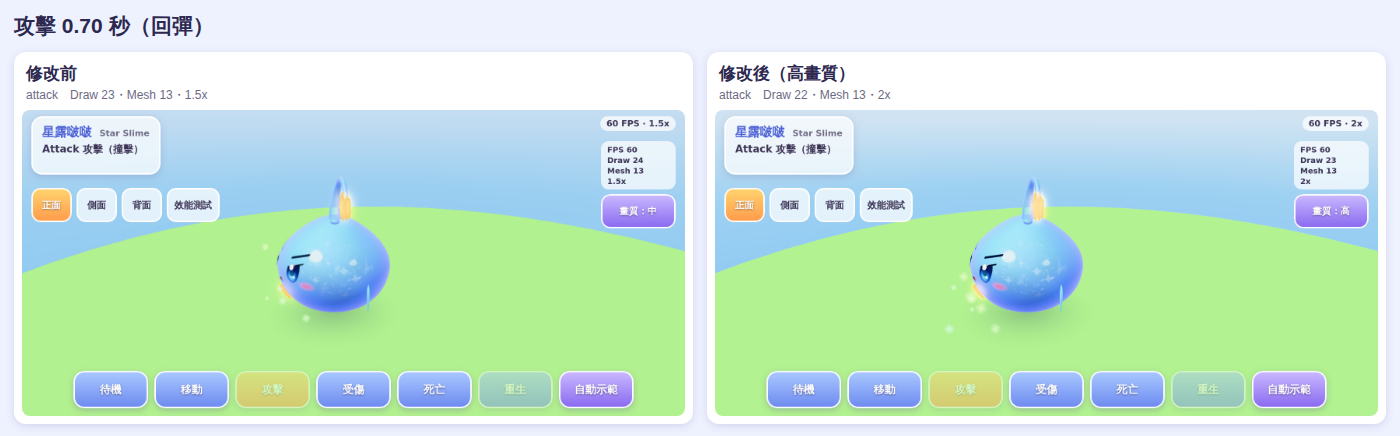 攻擊 0.70 秒（回彈）
修改前
attack Draw 23・Mesh 13・1.5x
星露啵啵 Star Slime
Attack 攻擊（撞擊）
60 FPS · 1.5x
FPS 60
Draw 24
Mesh 13
1.5x
正面 側面 背面 效能測試
畫質：中
待機 移動 攻擊 受傷 死亡 重生 自動示範
修改後（高畫質）
attack Draw 22・Mesh 13・2x
星露啵啵 Star Slime
Attack 攻擊（撞擊）
60 FPS · 2x
FPS 60
Draw 23
Mesh 13
2x
正面 側面 背面 效能測試
畫質：高
待機 移動 攻擊 受傷 死亡 重生 自動示範